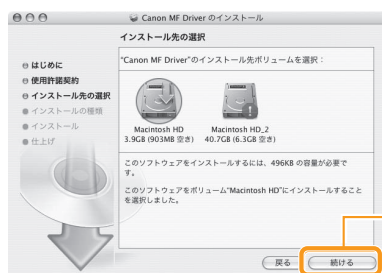 Canon MF Driver のインストール
インストール先の選択
はじめに
使用許諾契約
インストール先の選択
インストールの種類
インストール
仕上げ
"Canon MF Driver"のインストール先ボリュームを選択：
Macintosh HD
3.9GB (903MB 空き)
Macintosh HD_2
40.7GB (6.3GB 空き)
このソフトウェアをインストールするには、496KB の容量が必要で
す。
このソフトウェアをボリューム"Macintosh HD"にインストールすること
を選択しました。
戻る
続ける